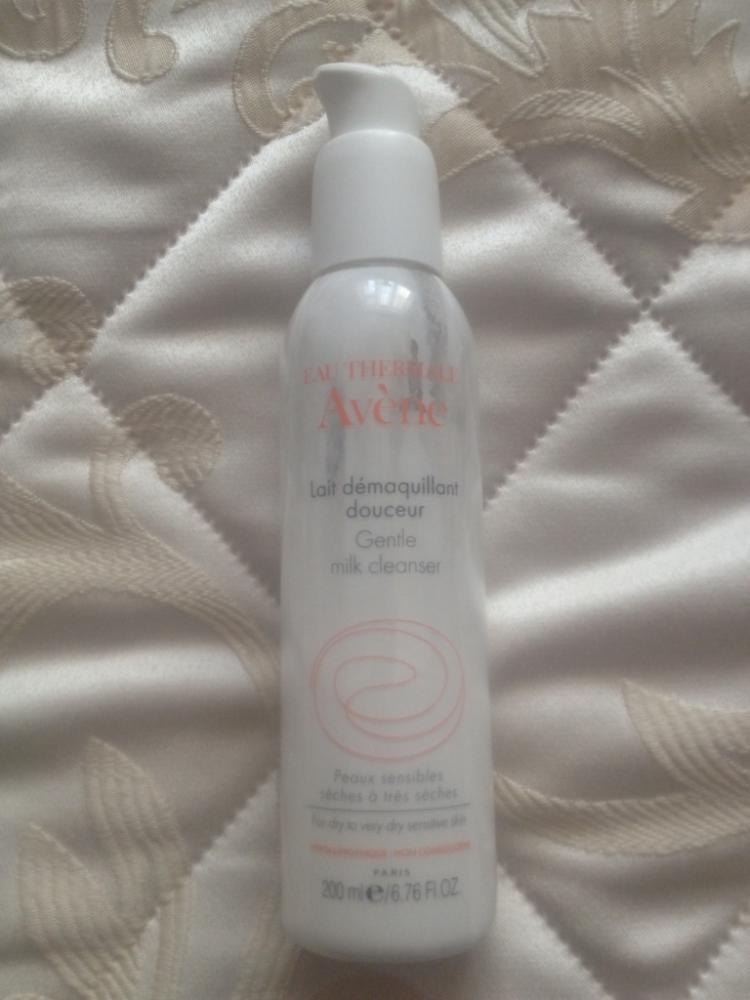 EAU THERMALE
Avène
Lait démaquillant
douceur
Gentle
milk cleanser
Peaux sensibles
sèches à très sèches
For dry to very dry sensitive skin
PARIS
200 ml e/6.76 FI.OZ.